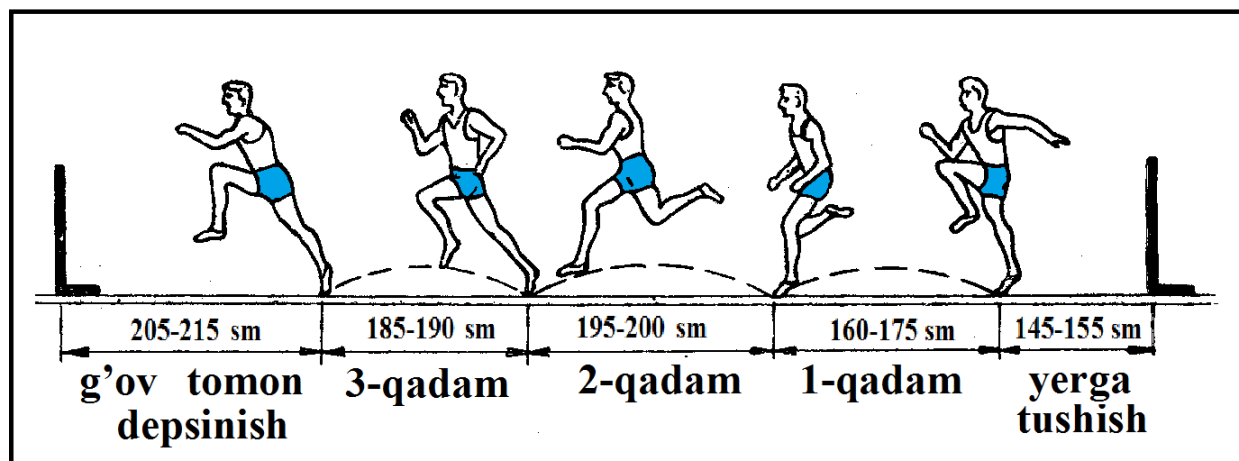 205-215 sm 185-190 sm 195-200 sm 160-175 sm 145-155 sm
g'ov tomon depsinish
3-qadam
2-qadam
1-qadam
yerga tushish